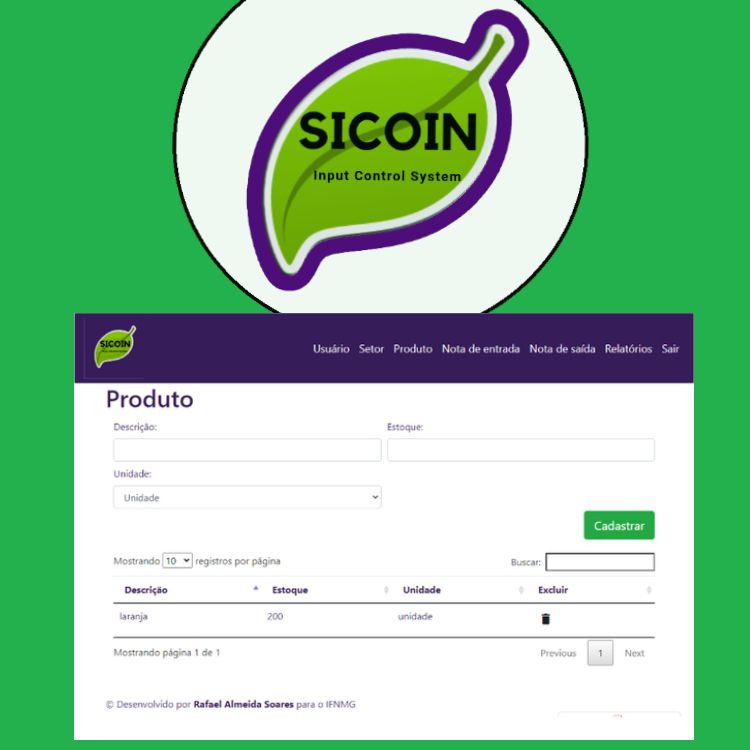 SICOIN
Input Control System
SICOIN
Usuário Setor Produto Nota de entrada Nota de saída Relatórios Sair
Produto
Descrição: Estoque:
Unidade:
Unidade
Cadastrar
Mostrando 10 registros por página Buscar:
Descrição Estoque Unidade Excluir
laranja 200 unidade
Mostrando página 1 de 1 Previous 1 Next
© Desenvolvido por Rafael Almeida Soares para o IFNMG